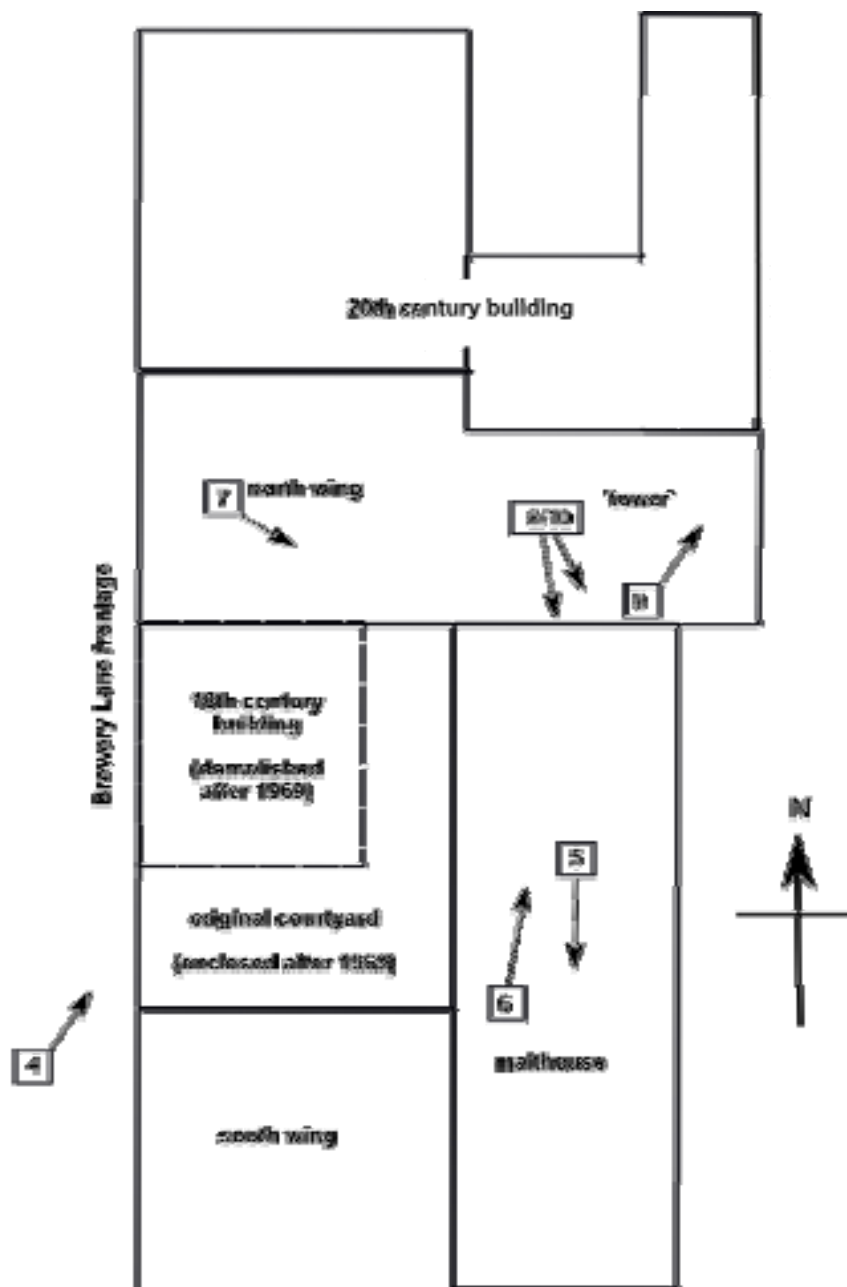 20th century building
7
north wing
'tower'
8/10
9
Brewery Lane frontage
18th century
building
(demolished
after 1969)
N
5
original courtyard
(enclosed after 1969)
6
4
malthouse
south wing